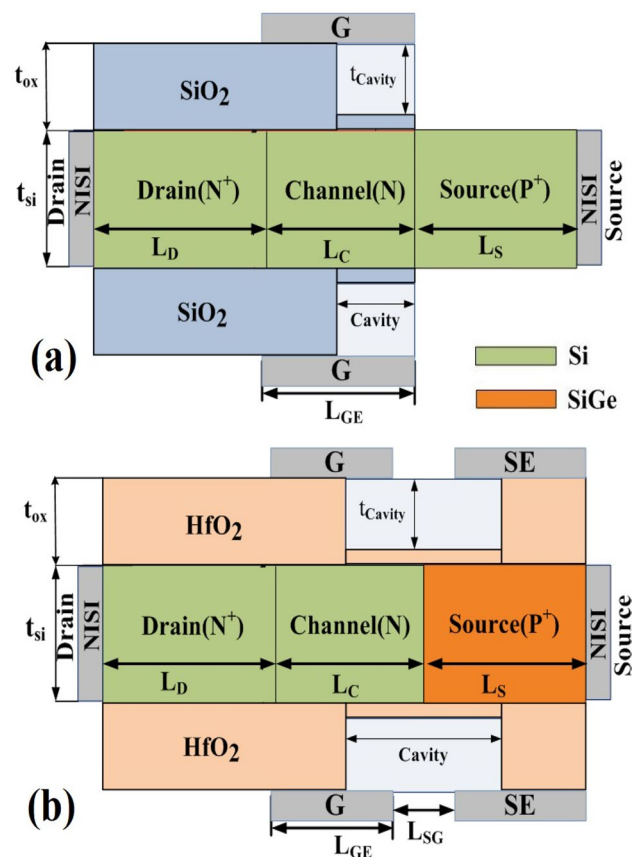 G
tox
tCavity
SiO2
tsi
Drain
NISI
Drain(N+)
Channel(N)
Source(P+)
NISI
Source
LD
LC
LS
SiO2
Cavity
(a)
G
LGE
Si
SiGe
G
SE
tox
tCavity
HfO2
tsi
Drain
NISI
Drain(N+)
Channel(N)
Source(P+)
NISI
Source
LD
LC
LS
HfO2
Cavity
(b)
G
SE
LGE
LSG